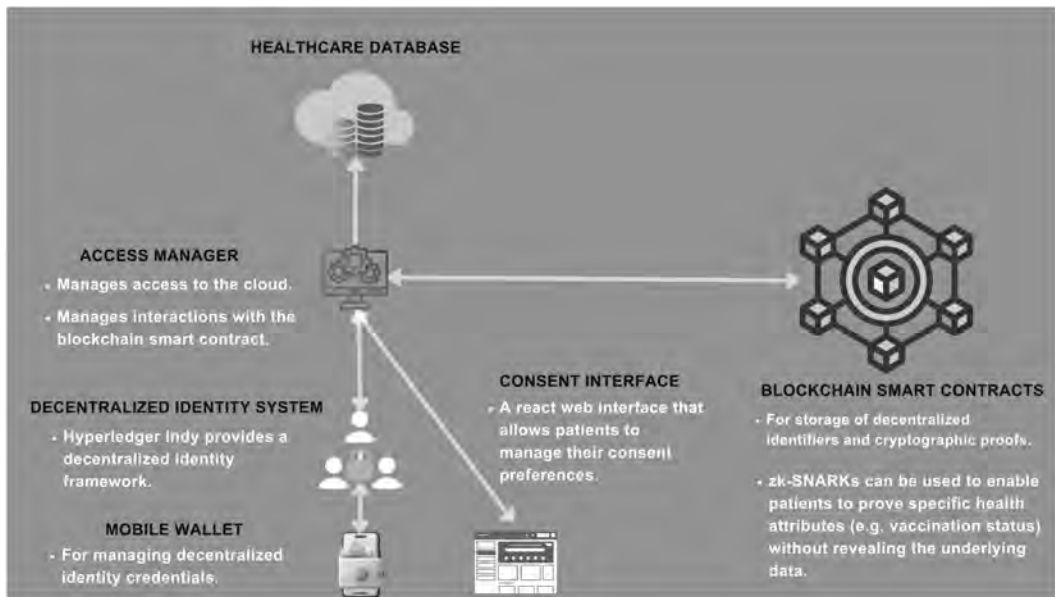 HEALTHCARE DATABASE
ACCESS MANAGER
• Manages access to the cloud.
• Manages interactions with the
blockchain smart contract.
DECENTRALIZED IDENTITY SYSTEM
• Hyperledger Indy provides a
decentralized identity
framework.
MOBILE WALLET
• For managing decentralized
identity credentials.
CONSENT INTERFACE
• A react web interface that
allows patients to
manage their consent
preferences.
BLOCKCHAIN SMART CONTRACTS
• For storage of decentralized
identifiers and cryptographic proofs.
• zk-SNARKs can be used to enable
patients to prove specific health
attributes (e.g. vaccination status)
without revealing the underlying
data.